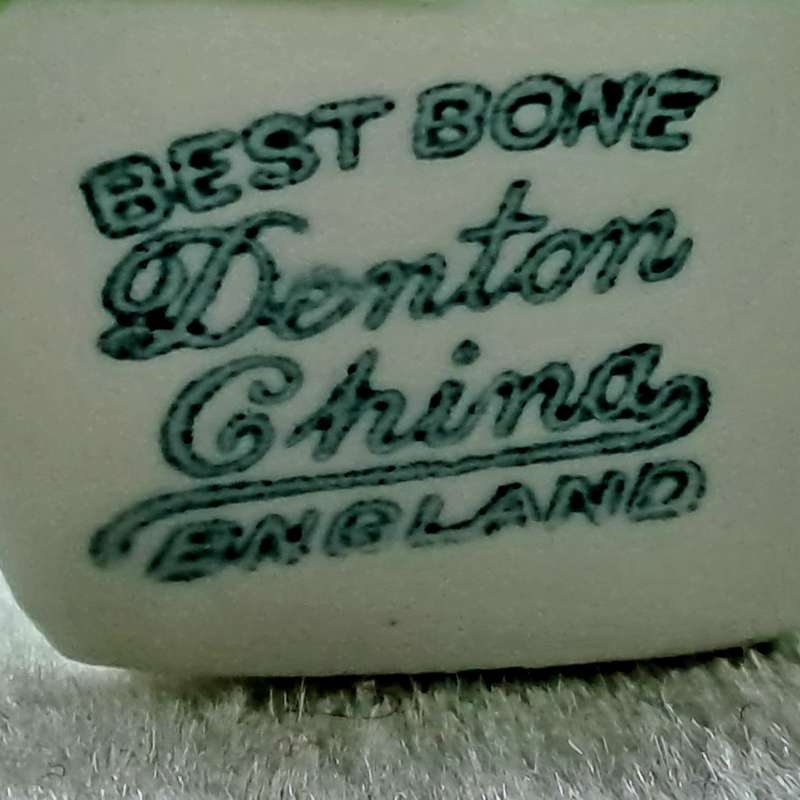 BEST BONE
Denton
China
ENGLAND